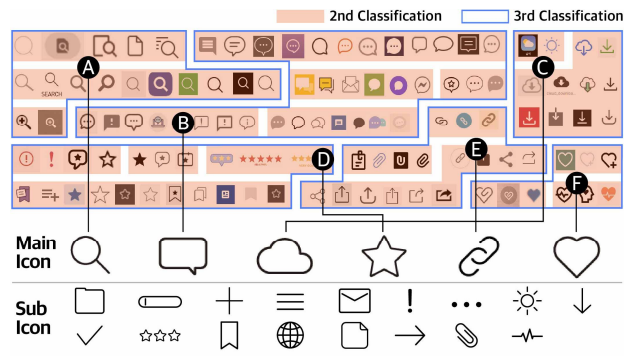 2nd Classification
3rd Classification
A
C
SEARCH
B
D
E
F
Main
Icon
Sub
Icon